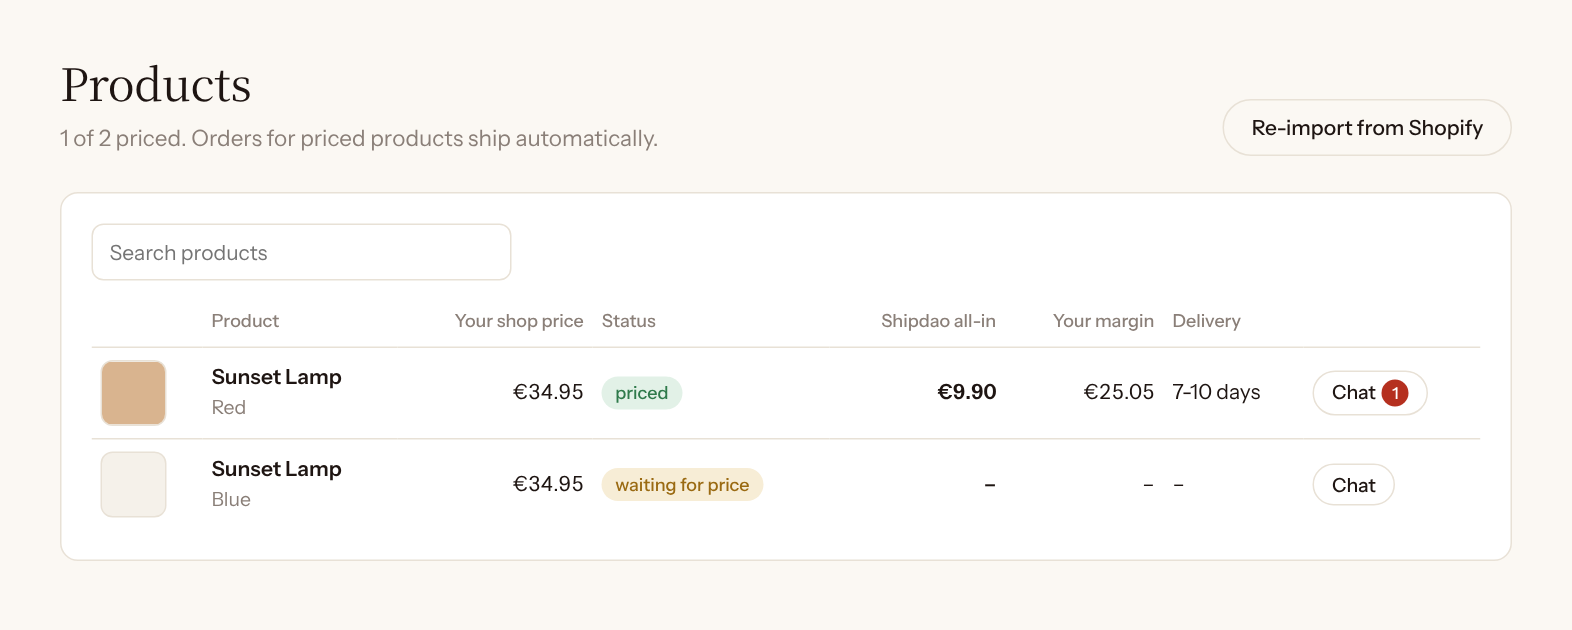 Products
1 of 2 priced. Orders for priced products ship automatically.
Re-import from Shopify
Search products
Product Your shop price Status Shipdao all-in Your margin Delivery
Sunset Lamp
Red
€34.95 priced €9.90 €25.05 7-10 days Chat 1
Sunset Lamp
Blue
€34.95 waiting for price – – – Chat